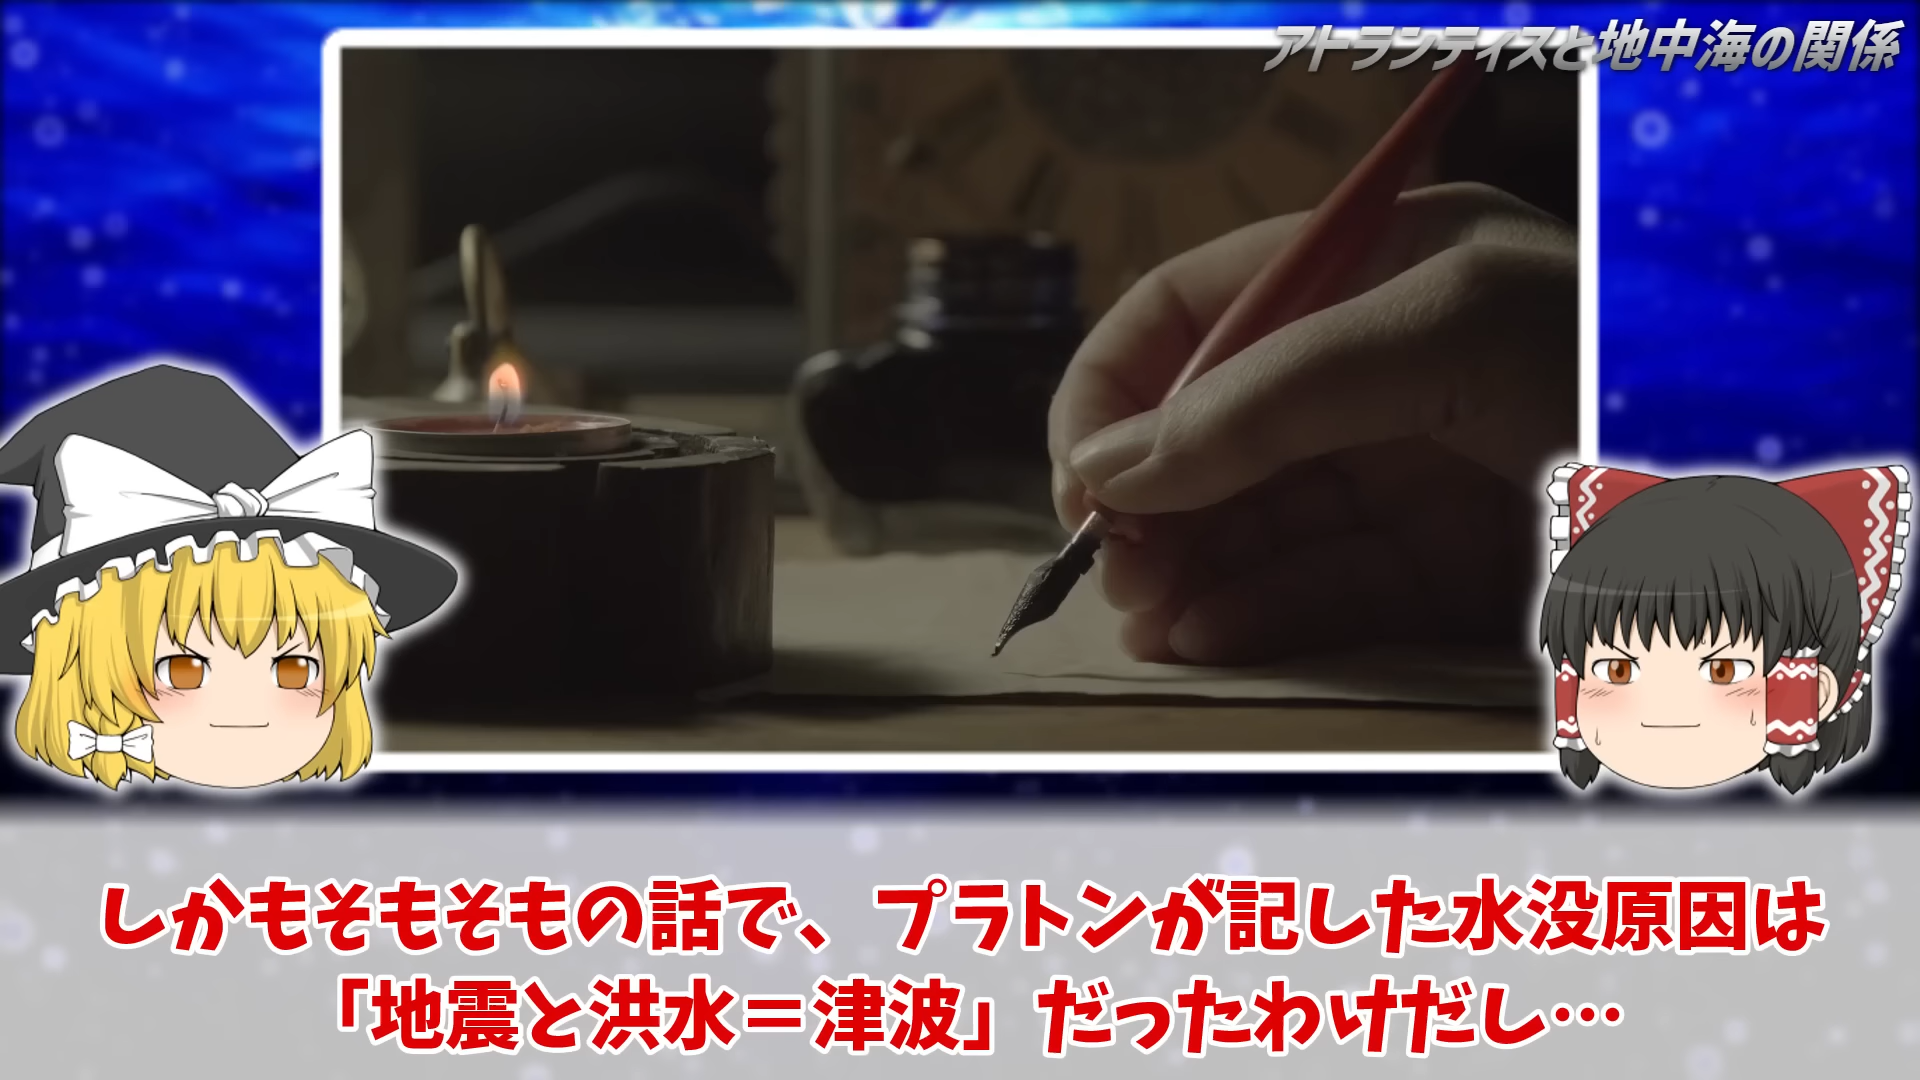 アトランティスと地中海の関係
しかもそもそもの話で、プラトンが記した水没原因は
「地震と洪水＝津波」だったわけだし…